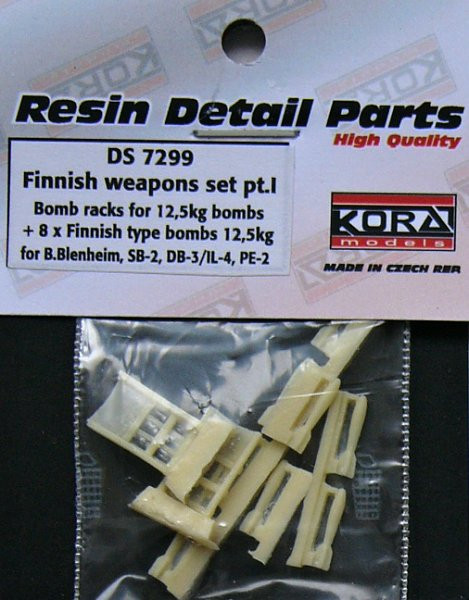 Resin Detail Parts
High Quality
DS 7299
Finnish weapons set pt.I
Bomb racks for 12,5kg bombs
+ 8 x Finnish type bombs 12,5kg
for B.Blenheim, SB-2, DB-3/IL-4, PE-2
KORA
models
MADE IN CZECH REP.